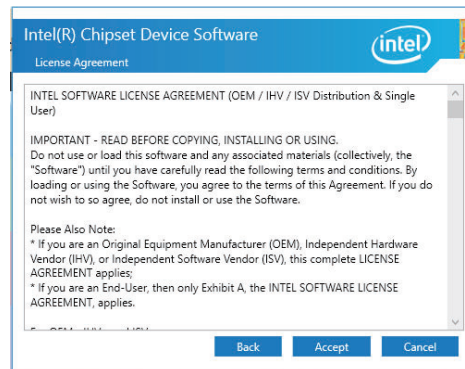 Intel(R) Chipset Device Software
intel
License Agreement
INTEL SOFTWARE LICENSE AGREEMENT (OEM / IHV / ISV Distribution & Single
User)
IMPORTANT - READ BEFORE COPYING, INSTALLING OR USING.
Do not use or load this software and any associated materials (collectively, the
"Software") until you have carefully read the following terms and conditions. By
loading or using the Software, you agree to the terms of this Agreement. If you do
not wish to so agree, do not install or use the Software.
Please Also Note:
* If you are an Original Equipment Manufacturer (OEM), Independent Hardware
Vendor (IHV), or Independent Software Vendor (ISV), this complete LICENSE
AGREEMENT applies;
* If you are an End-User, then only Exhibit A, the INTEL SOFTWARE LICENSE
AGREEMENT, applies.
Back Accept Cancel